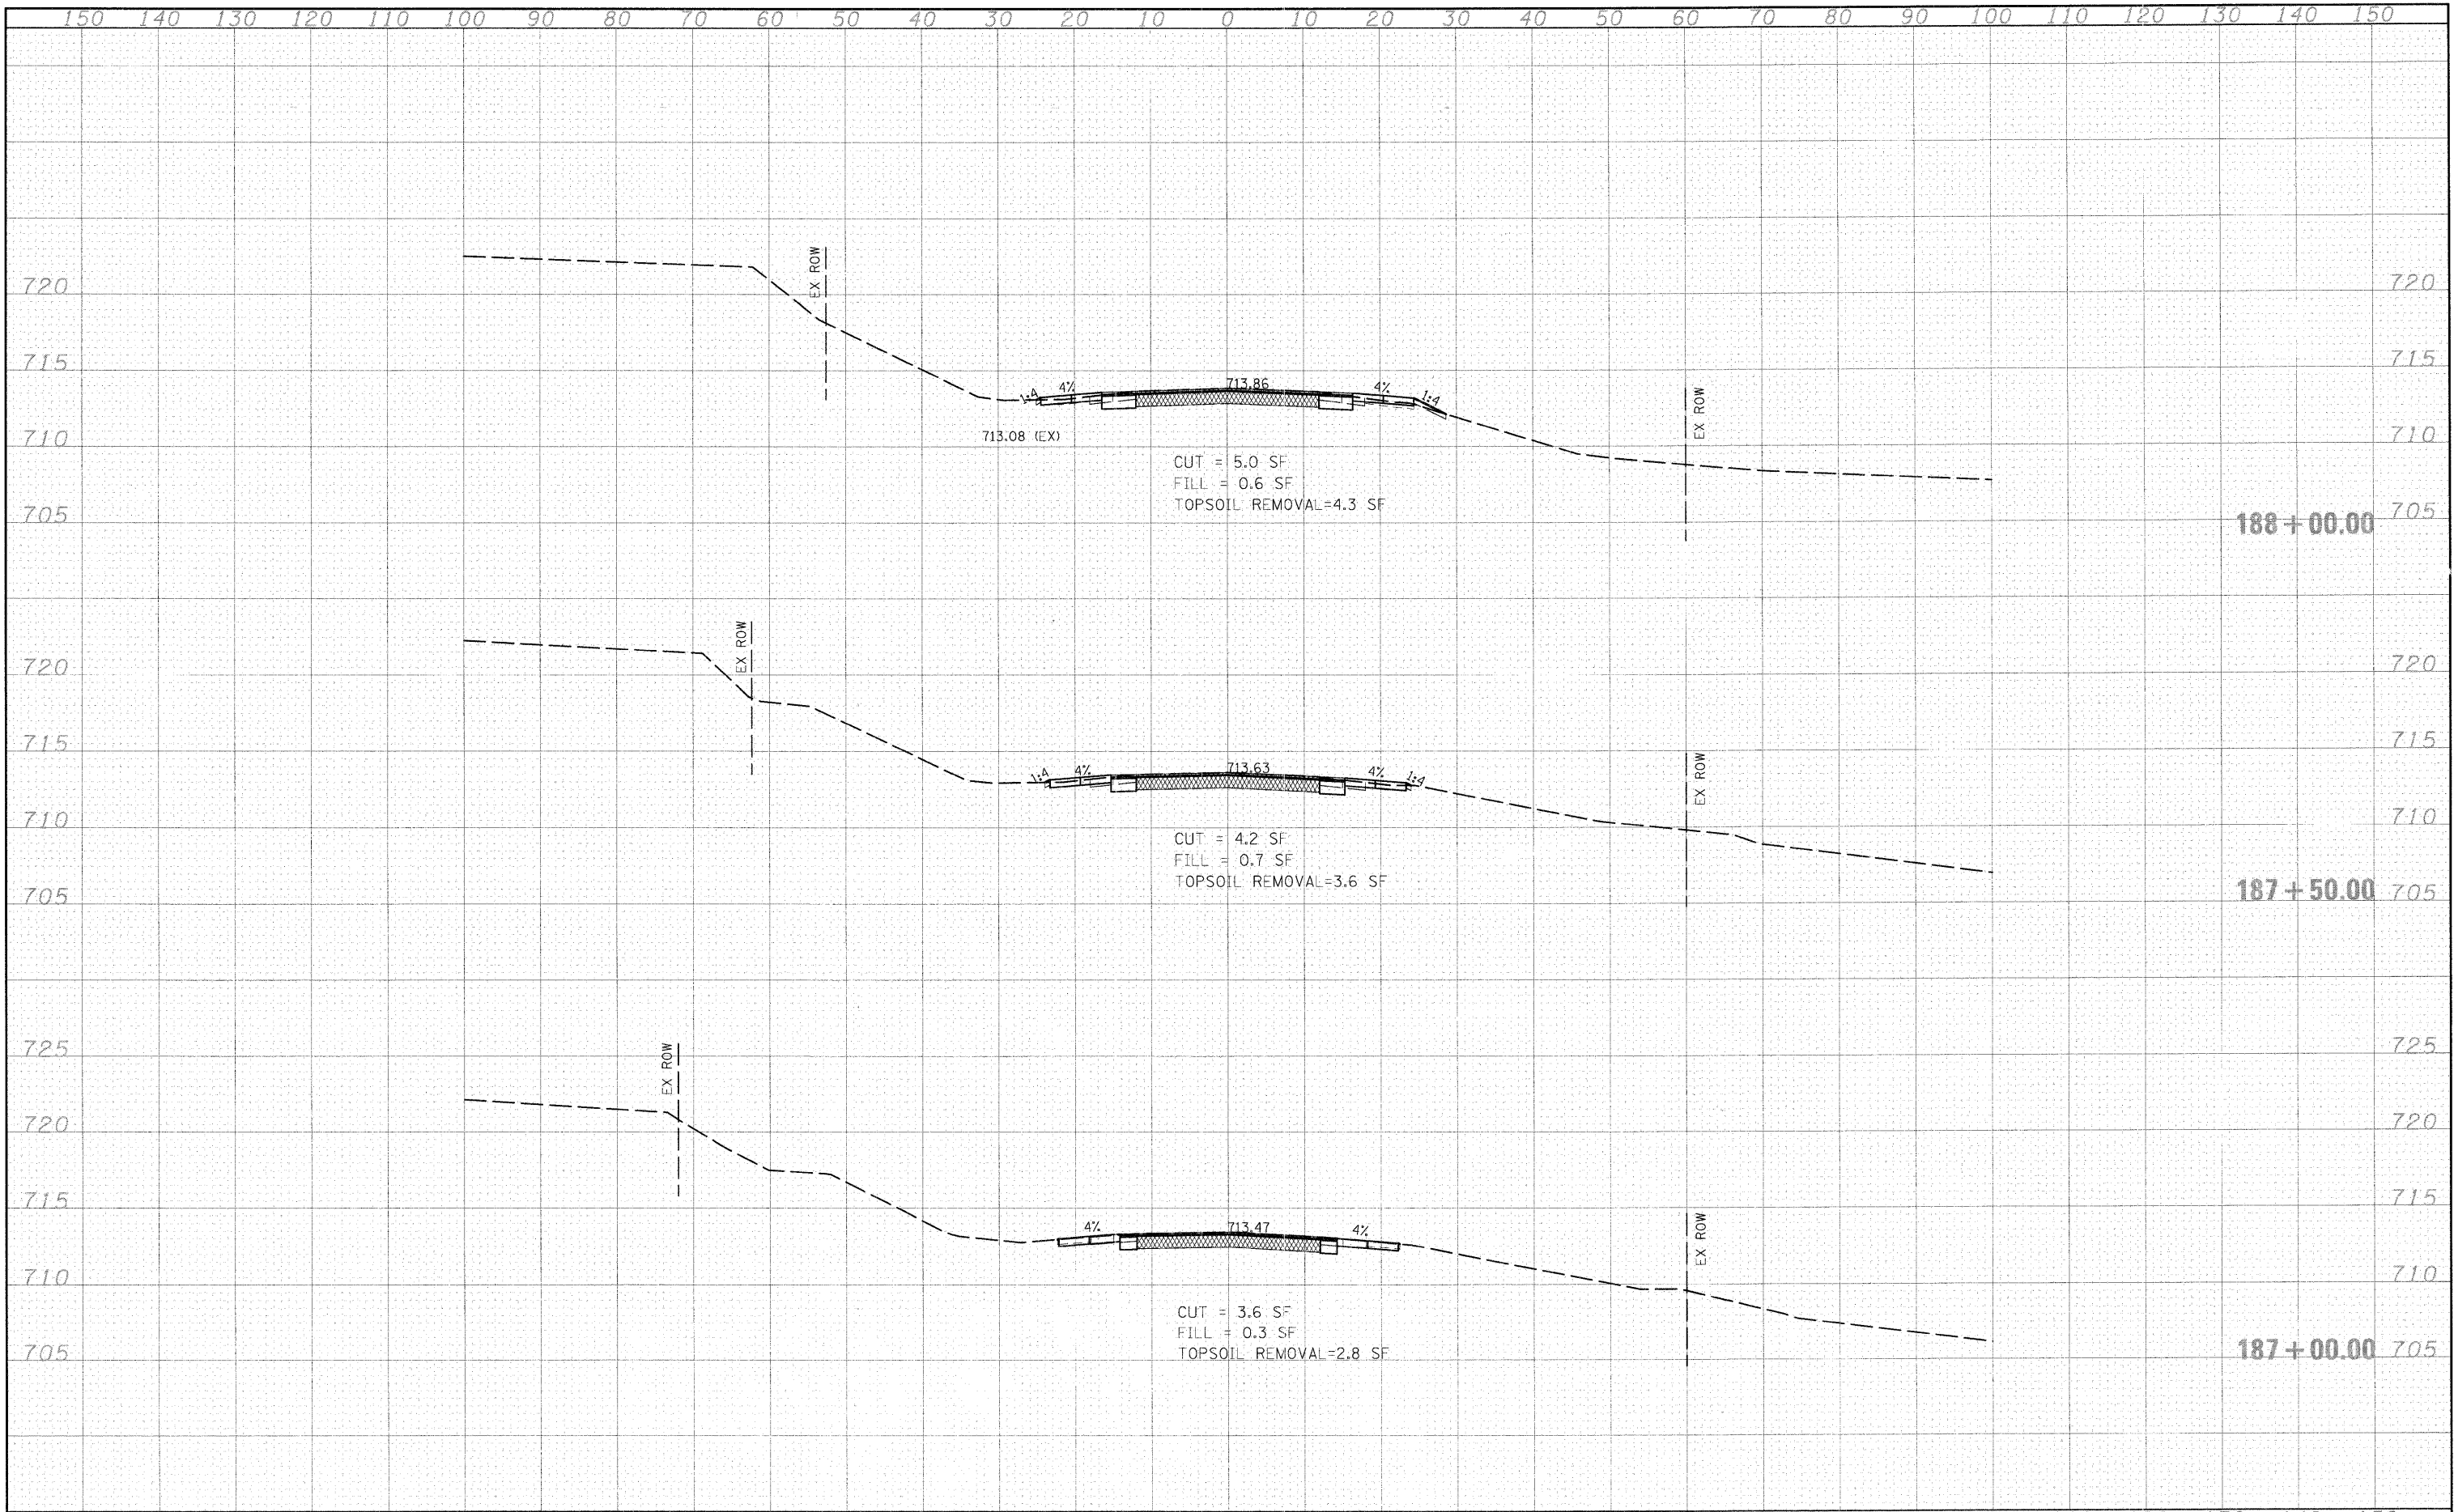 150 140 130 120 110 100 90 80 70 60 50 40 30 20 10 0 10 20 30 40 50 60 70 80 90 100 110 120 130 140 150
EX ROW
720 720
715 715
1:4 4% 713.86 4% 1:4
EX ROW
710 713.08 (EX) 710
CUT = 5.0 SF
FILL = 0.6 SF
TOPSOIL REMOVAL=4.3 SF
705 705
188+00.00
EX ROW
720 720
715 715
1:4 4% 713.63 4% 1:4
EX ROW
710 710
CUT = 4.2 SF
FILL = 0.7 SF
TOPSOIL REMOVAL=3.6 SF
705 187+50.00 705
725 725
EX ROW
720 720
715 715
4% 713.47 4%
EX ROW
710 710
CUT = 3.6 SF
FILL = 0.3 SF
TOPSOIL REMOVAL=2.8 SF
705 187+00.00 705